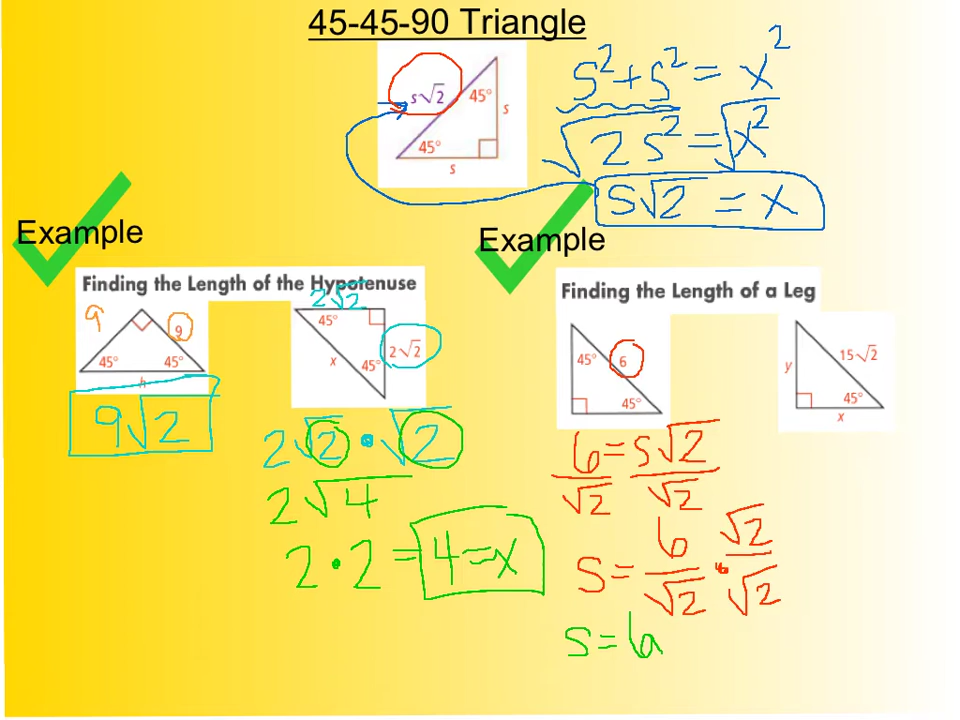 45-45-90 Triangle
s√2
45°
s
45°
s
s² + s² = x²
√2s² = √x²
s√2 = x
Example
Finding the Length of the Hypotenuse
9
9
45°
45°
h
9√2
2√2
45°
x
45°
2√2
2√2 · √2
2√4
2·2 = 4 = x
Example
Finding the Length of a Leg
45°
6
45°
y
15√2
45°
x
6 = s√2
√2 √2
s = 6/√2 · √2/√2
s = 6